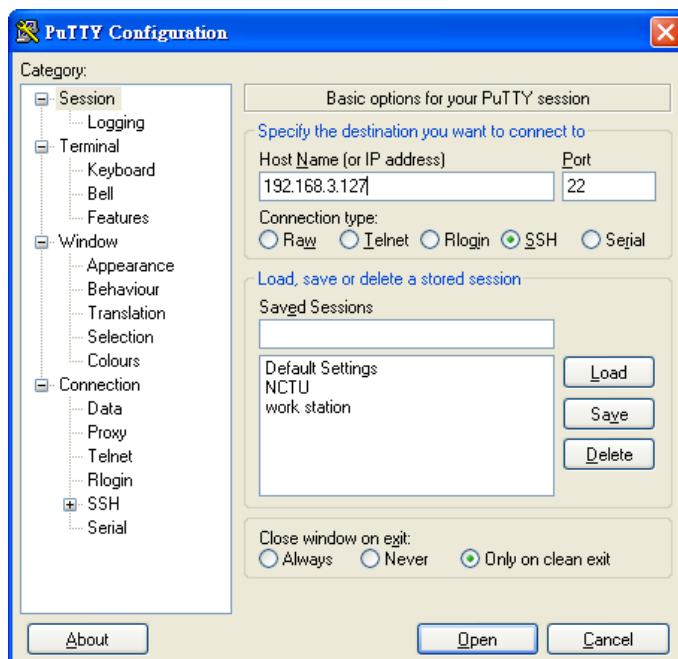 PuTTY Configuration
Category:
Session
Logging
Terminal
Keyboard
Bell
Features
Window
Appearance
Behaviour
Translation
Selection
Colours
Connection
Data
Proxy
Telnet
Rlogin
SSH
Serial
Basic options for your PuTTY session
Specify the destination you want to connect to
Host Name (or IP address) Port
192.168.3.127 22
Connection type:
Raw Telnet Rlogin SSH Serial
Load, save or delete a stored session
Saved Sessions
Default Settings
NCTU
work station
Load
Save
Delete
Close window on exit:
Always Never Only on clean exit
About Open Cancel